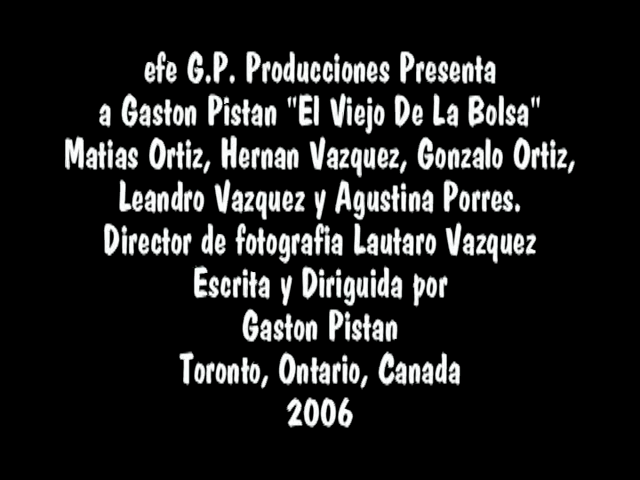 efe G.P. Producciones Presenta
a Gaston Pistan "El Viejo De La Bolsa"
Matias Ortiz, Hernan Vazquez, Gonzalo Ortiz,
Leandro Vazquez y Agustina Porres.
Director de fotografia Lautaro Vazquez
Escrita y Diriguida por
Gaston Pistan
Toronto, Ontario, Canada
2006